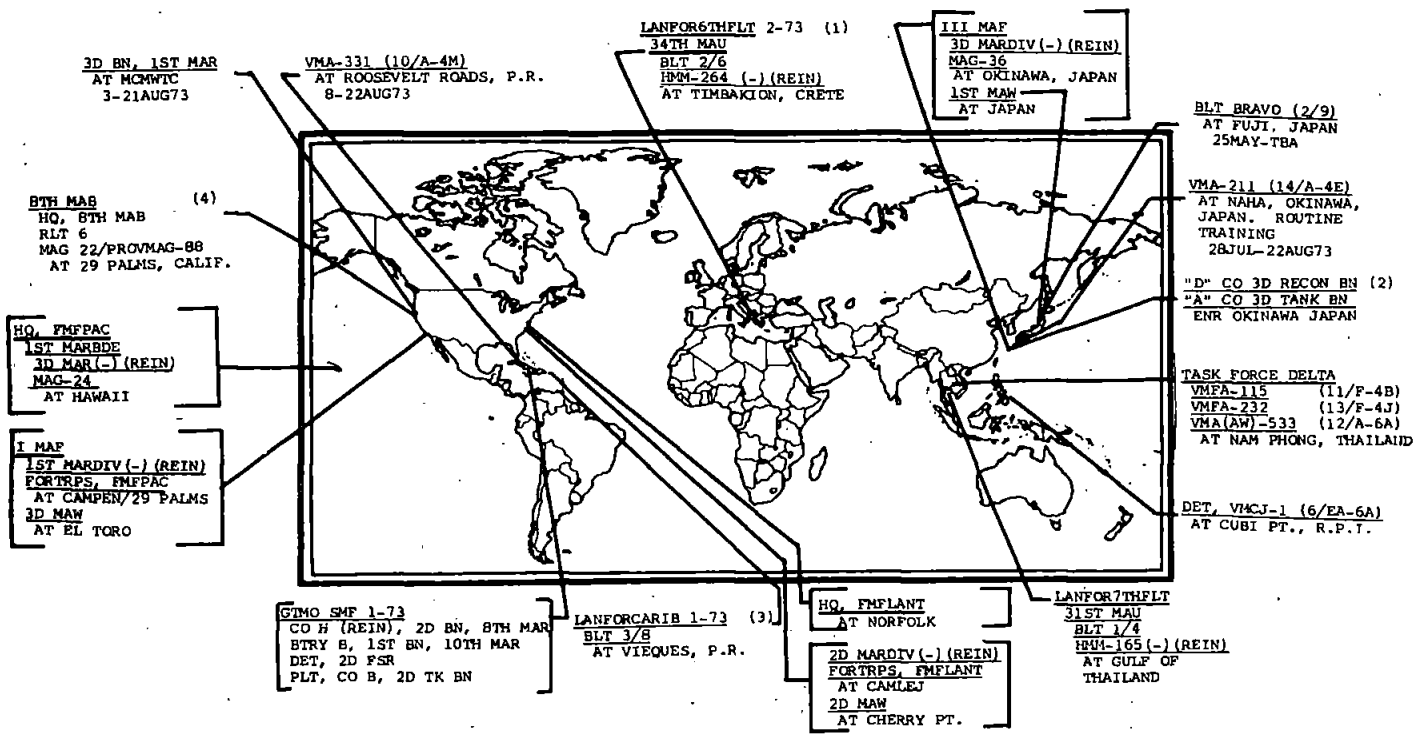 3D BN, 1ST MAR
AT MCMWTC
3-21AUG73
VMA-331 (10/A-4M)
AT ROOSEVELT ROADS, P.R.
8-22AUG73
LANFOR6THFLT 2-73 (1)
34TH MAU
BLT 2/6
HMM-264 (-)(REIN)
AT TIMBAKION, CRETE
III MAF
3D MARDIV(-)(REIN)
MAG-36
AT OKINAWA, JAPAN
1ST MAW
AT JAPAN
BLT BRAVO (2/9)
AT FUJI, JAPAN
25MAY-TBA
VMA-211 (14/A-4E)
AT NAHA, OKINAWA,
JAPAN. ROUTINE
TRAINING
28JUL-22AUG73
"D" CO 3D RECON BN (2)
"A" CO 3D TANK BN
ENR OKINAWA JAPAN
TASK FORCE DELTA
VMFA-115 (11/F-4B)
VMFA-232 (13/F-4J)
VMA(AW)-533 (12/A-6A)
AT NAM PHONG, THAILAND
DET, VMCJ-1 (6/EA-6A)
AT CUBI PT., R.P.I.
LANFOR7THFLT
31ST MAU
BLT 1/4
HMM-165(-)(REIN)
AT GULF OF
THAILAND
8TH MAB (4)
HQ, 8TH MAB
RLT 6
MAG 22/PROVMAG-88
AT 29 PALMS, CALIF.
HQ, FMFPAC
1ST MARBDE
3D MAR(-)(REIN)
MAG-24
AT HAWAII
I MAF
1ST MARDIV(-)(REIN)
FORTRPS, FMFPAC
AT CAMPEN/29 PALMS
3D MAW
AT EL TORO
GTMO SMF 1-73
CO H (REIN), 2D BN, 8TH MAR
BTRY B, 1ST BN, 10TH MAR
DET, 2D FSR
PLT, CO B, 2D TK BN
LANFORCARIB 1-73 (3)
BLT 3/8
AT VIEQUES, P.R.
HQ, FMFLANT
AT NORFOLK
2D MARDIV(-)(REIN)
FORTRPS, FMFLANT
AT CAMLEJ
2D MAW
AT CHERRY PT.